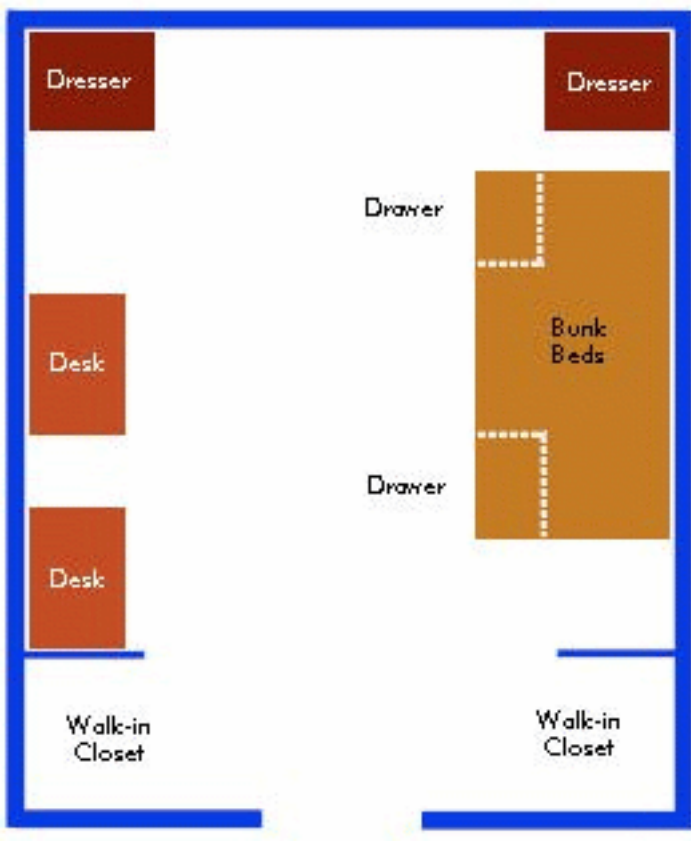 Dresser
Dresser
Drawer
Bunk
Beds
Desk
Drawer
Desk
Walk-in
Closet
Walk-in
Closet